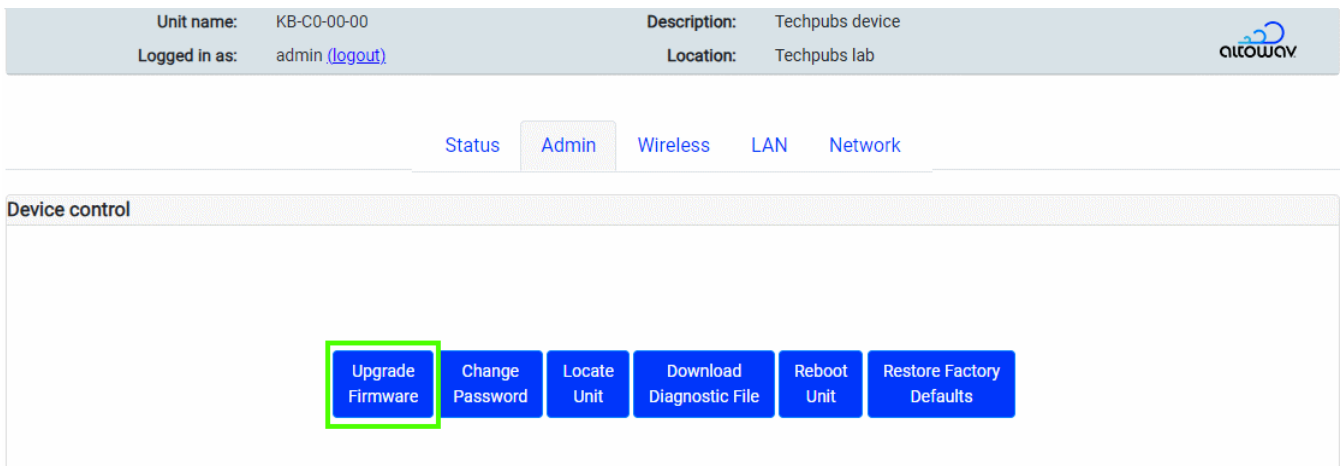 Unit name: KB-C0-00-00 Description: Techpubs device
altowav
Logged in as: admin (logout) Location: Techpubs lab
Status Admin Wireless LAN Network
Device control
Upgrade Firmware
Change Password
Locate Unit
Download Diagnostic File
Reboot Unit
Restore Factory Defaults